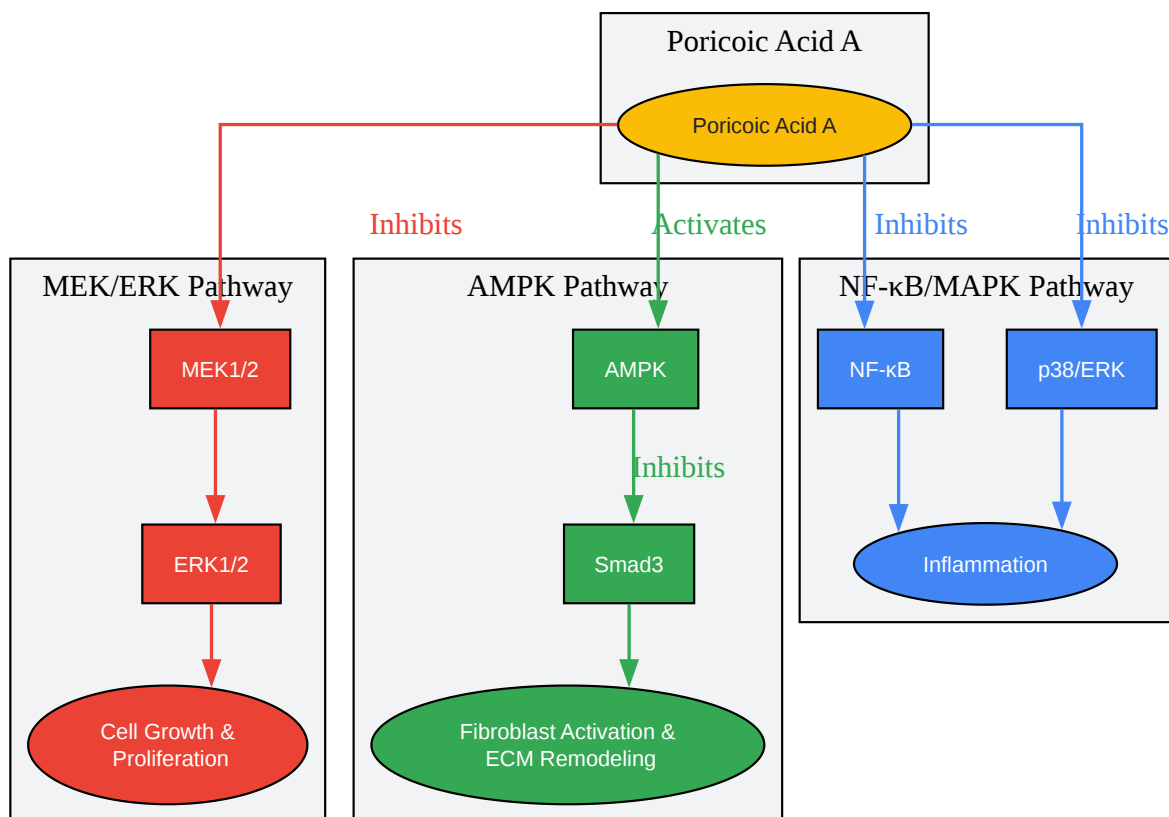 Poricoic Acid A
Poricoic Acid A
Inhibits
Activates
Inhibits
Inhibits
MEK/ERK Pathway
AMPK Pathway
NF-κB/MAPK Pathway
MEK1/2
AMPK
NF-κB
p38/ERK
Inhibits
ERK1/2
Smad3
Inflammation
Cell Growth &
Proliferation
Fibroblast Activation &
ECM Remodeling